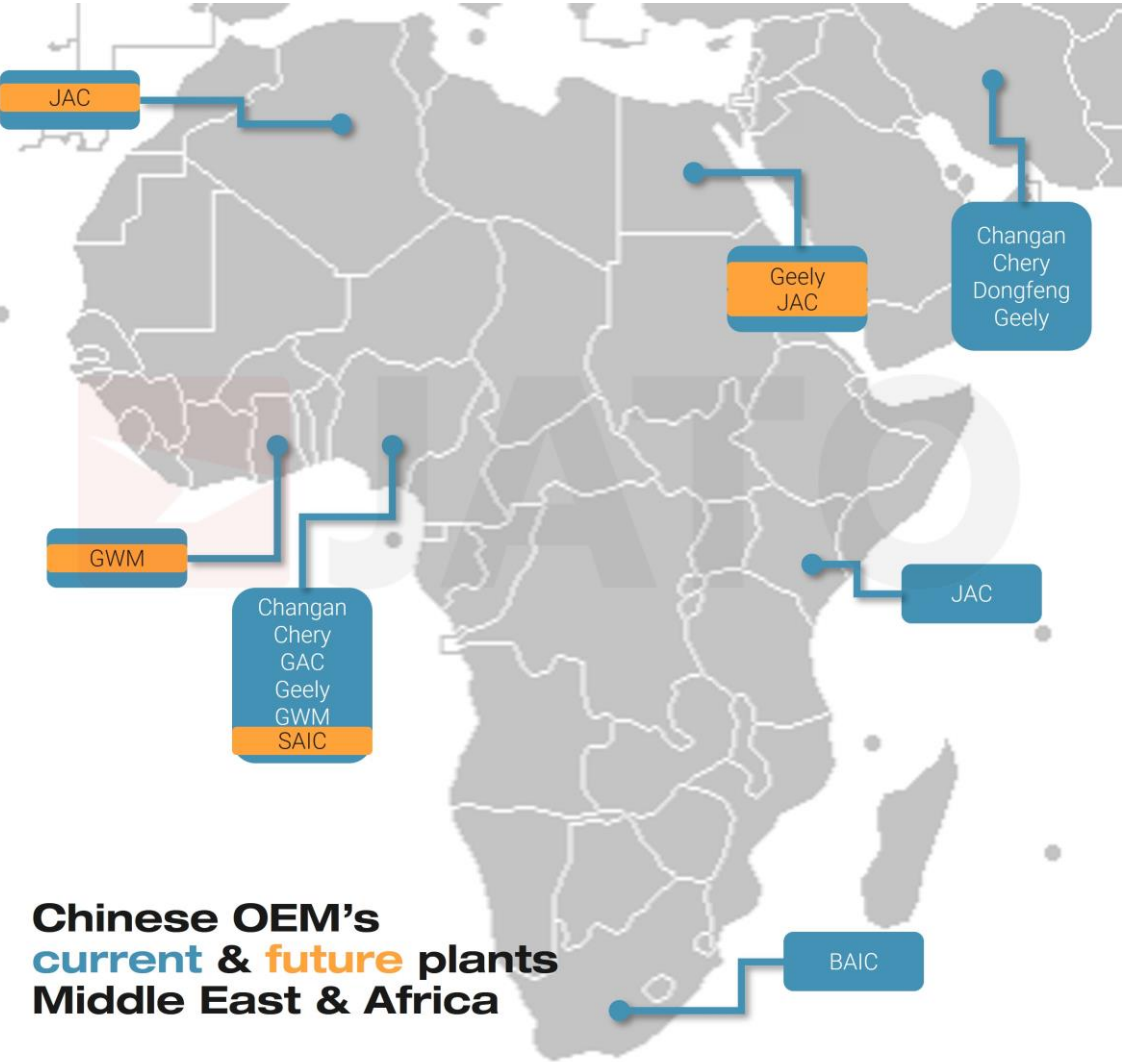 JAC
Changan
Chery
Dongfeng
Geely
Geely
JAC
GWM
Changan
Chery
GAC
Geely
GWM
SAIC
JAC
BAIC
JATO
Chinese OEM's
current & future plants
Middle East & Africa